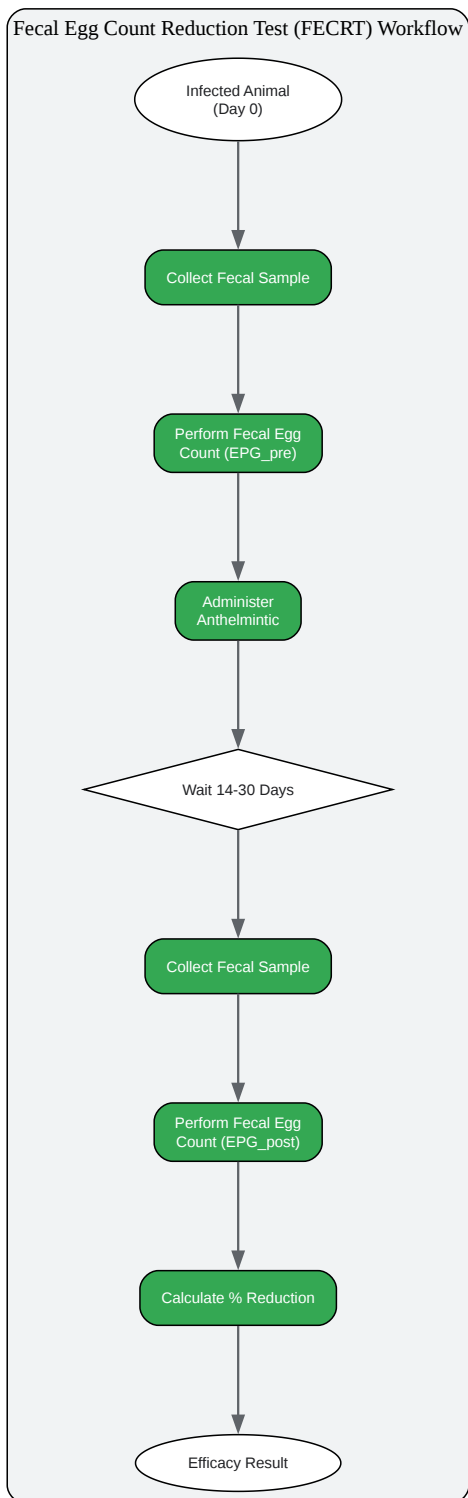 Fecal Egg Count Reduction Test (FECRT) Workflow
Infected Animal
(Day 0)
Collect Fecal Sample
Perform Fecal Egg
Count (EPG_pre)
Administer
Anthelmintic
Wait 14-30 Days
Collect Fecal Sample
Perform Fecal Egg
Count (EPG_post)
Calculate % Reduction
Efficacy Result